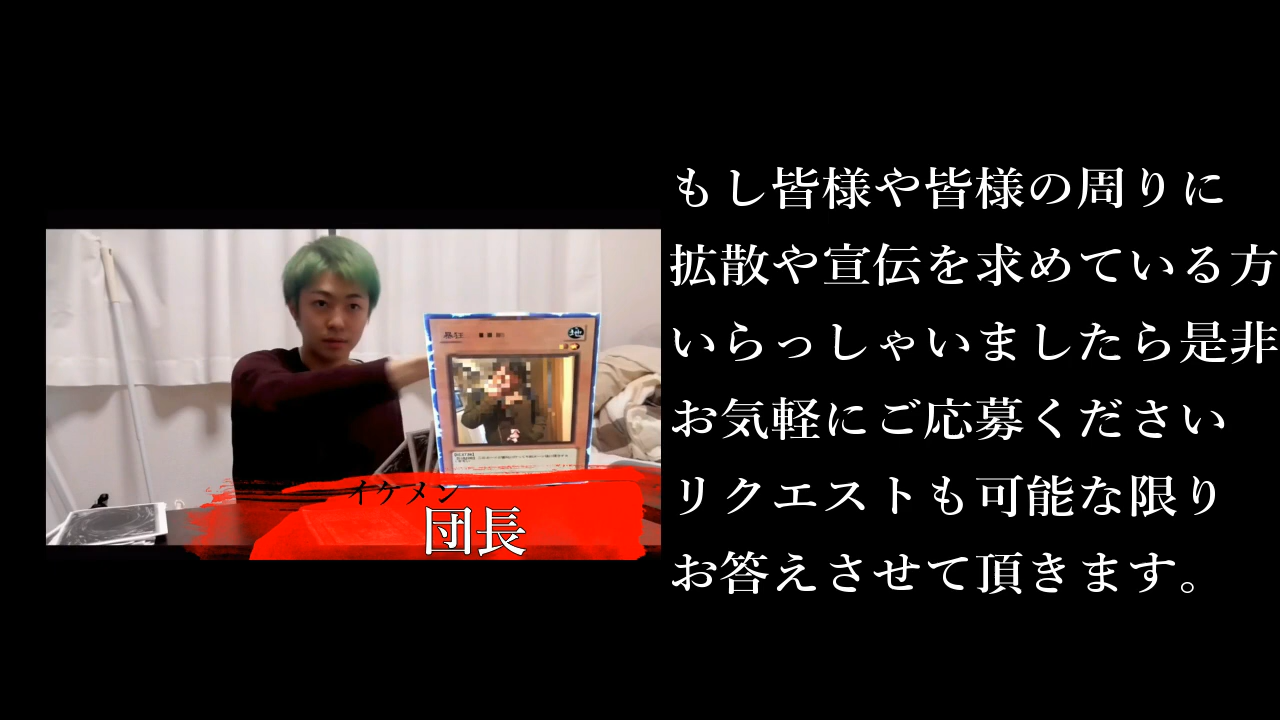 もし皆様や皆様の周りに
拡散や宣伝を求めている方
いらっしゃいましたら是非
お気軽にご応募ください
リクエストも可能な限り
お答えさせて頂きます。
イケメン
団長